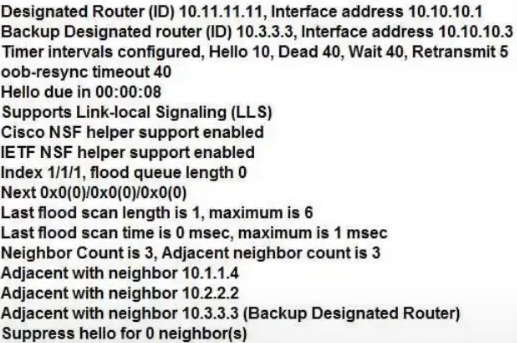 Designated Router (ID) 10.11.11.11, Interface address 10.10.10.1
Backup Designated router (ID) 10.3.3.3, Interface address 10.10.10.3
Timer intervals configured, Hello 10, Dead 40, Wait 40, Retransmit 5
oob-resync timeout 40
Hello due in 00:00:08
Supports Link-local Signaling (LLS)
Cisco NSF helper support enabled
IETF NSF helper support enabled
Index 1/1/1, flood queue length 0
Next 0x0(0)/0x0(0)/0x0(0)
Last flood scan length is 1, maximum is 6
Last flood scan time is 0 msec, maximum is 1 msec
Neighbor Count is 3, Adjacent neighbor count is 3
Adjacent with neighbor 10.1.1.4
Adjacent with neighbor 10.2.2.2
Adjacent with neighbor 10.3.3.3 (Backup Designated Router)
Suppress hello for 0 neighbor(s)